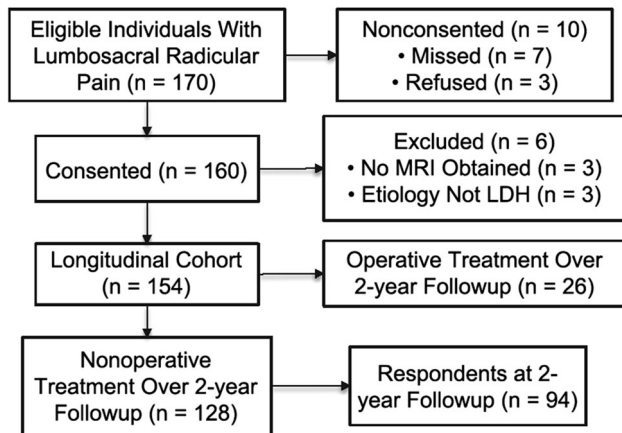 Eligible Individuals With
Lumbosacral Radicular
Pain (n = 170)
Nonconsented (n = 10)
• Missed (n = 7)
• Refused (n = 3)
Consented (n = 160)
Excluded (n = 6)
• No MRI Obtained (n = 3)
• Etiology Not LDH (n = 3)
Longitudinal Cohort
(n = 154)
Operative Treatment Over
2-year Followup (n = 26)
Nonoperative
Treatment Over 2-year
Followup (n = 128)
Respondents at 2-
year Followup (n = 94)